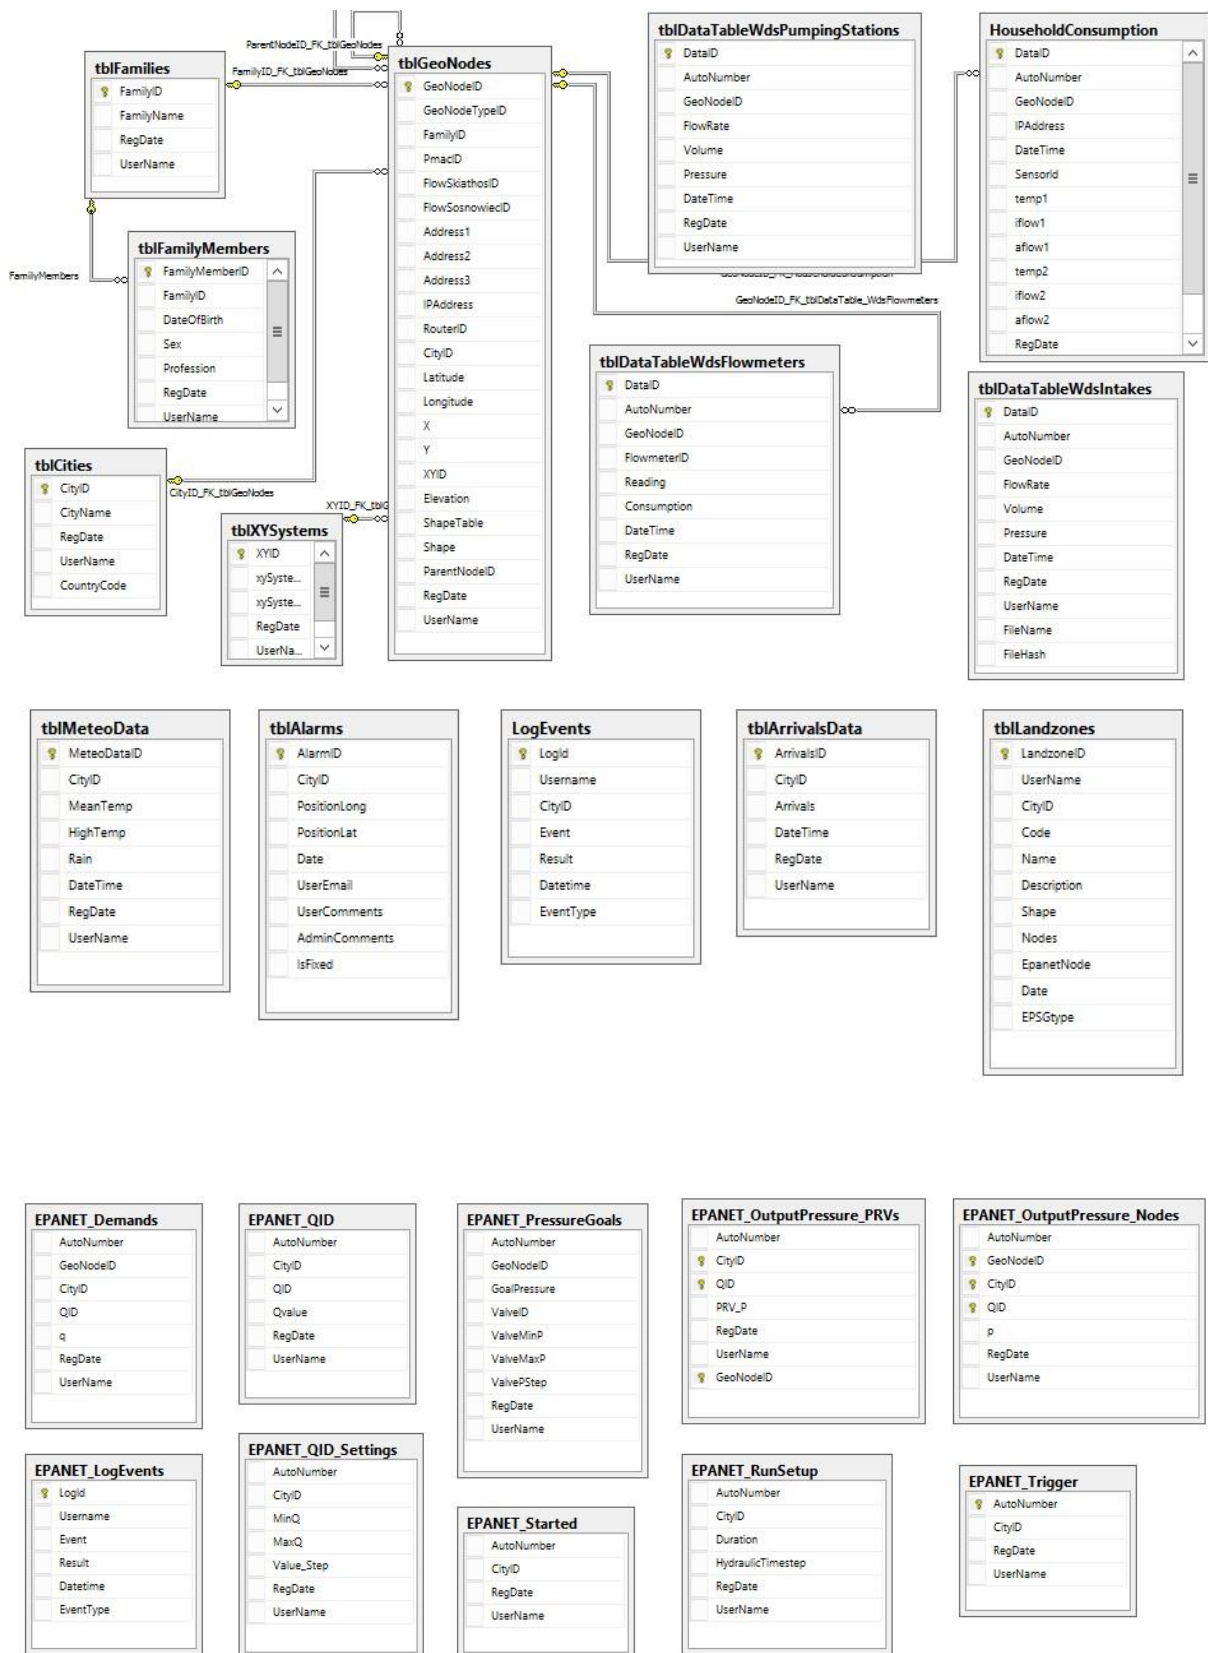 ParentNodeID_FK_tblGeoNodes
FamilyID_FK_tblGeoNodes
tblFamilies
FamilyID
FamilyName
RegDate
UserName
FamilyMembers
tblFamilyMembers
FamilyMemberID
FamilyID
DateOfBirth
Sex
Profession
RegDate
UserName
tblCities
CityID
CityName
RegDate
UserName
CountryCode
CityID_FK_tblGeoNodes
XYID_FK_tblG
tblXYSystems
XYID
xySyste...
xySyste...
RegDate
UserNa...
tblGeoNodes
GeoNodeID
GeoNodeTypeID
FamilyID
PmacID
FlowSkiathosID
FlowSosnowiecID
Address1
Address2
Address3
IPAddress
RouterID
CityID
Latitude
Longitude
X
Y
XYID
Elevation
ShapeTable
Shape
ParentNodeID
RegDate
UserName
tblDataTableWdsPumpingStations
DataID
AutoNumber
GeoNodeID
FlowRate
Volume
Pressure
DateTime
RegDate
UserName
GeoNodeID_FK_HouseholdConsumption
GeoNodeID_FK_tblDataTable_WdsFlowmeters
tblDataTableWdsFlowmeters
DataID
AutoNumber
GeoNodeID
FlowmeterID
Reading
Consumption
DateTime
RegDate
UserName
HouseholdConsumption
DataID
AutoNumber
GeoNodeID
IPAddress
DateTime
SensorId
temp1
iflow1
aflow1
temp2
iflow2
aflow2
RegDate
tblDataTableWdsIntakes
DataID
AutoNumber
GeoNodeID
FlowRate
Volume
Pressure
DateTime
RegDate
UserName
FileName
FileHash
tblMeteoData
MeteoDataID
CityID
MeanTemp
HighTemp
Rain
DateTime
RegDate
UserName
tblAlarms
AlarmID
CityID
PositionLong
PositionLat
Date
UserEmail
UserComments
AdminComments
IsFixed
LogEvents
LogId
Username
CityID
Event
Result
Datetime
EventType
tblArrivalsData
ArrivalsID
CityID
Arrivals
DateTime
RegDate
UserName
tblLandzones
LandzoneID
UserName
CityID
Code
Name
Description
Shape
Nodes
EpanetNode
Date
EPSGtype
EPANET_Demands
AutoNumber
GeoNodeID
CityID
QID
q
RegDate
UserName
EPANET_QID
AutoNumber
CityID
QID
Qvalue
RegDate
UserName
EPANET_PressureGoals
AutoNumber
GeoNodeID
GoalPressure
ValveID
ValveMinP
ValveMaxP
ValvePStep
RegDate
UserName
EPANET_OutputPressure_PRVs
AutoNumber
CityID
QID
PRV_P
RegDate
UserName
GeoNodeID
EPANET_OutputPressure_Nodes
AutoNumber
GeoNodeID
CityID
QID
p
RegDate
UserName
EPANET_LogEvents
LogId
Username
Event
Result
Datetime
EventType
EPANET_QID_Settings
AutoNumber
CityID
MinQ
MaxQ
Value_Step
RegDate
UserName
EPANET_Started
AutoNumber
CityID
RegDate
UserName
EPANET_RunSetup
AutoNumber
CityID
Duration
HydraulicTimestep
RegDate
UserName
EPANET_Trigger
AutoNumber
CityID
RegDate
UserName